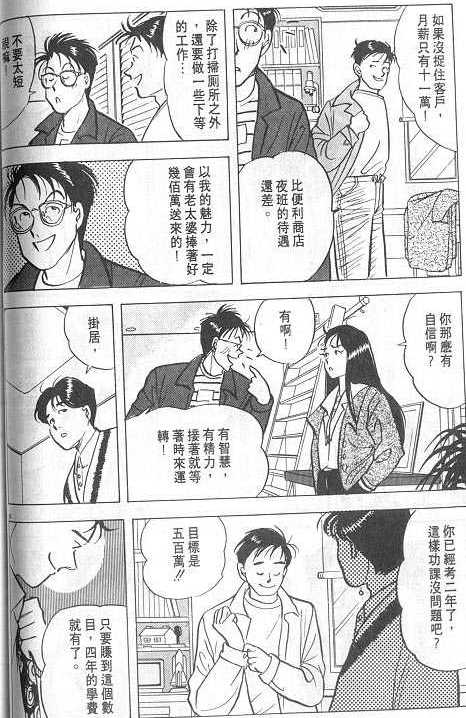 如果沒捉住客戶，
月薪只有十一萬
比便利商店
夜班的待遇
還差。
除了打掃廁所之外
，還要做一些下等
的工作…
不要太短
視嘛！
以我的魅力，一定
會有老太婆捧著好
幾佰萬送來的！
你那麼有
自信啊？
有啊！
有智慧，
有精力，
接著就等
著時來運
轉！
掛居，
你已經考二年了，
這樣功課沒問題吧？
目標是
五百萬!!
只要賺到這個數
目，四年的學費
就有了。